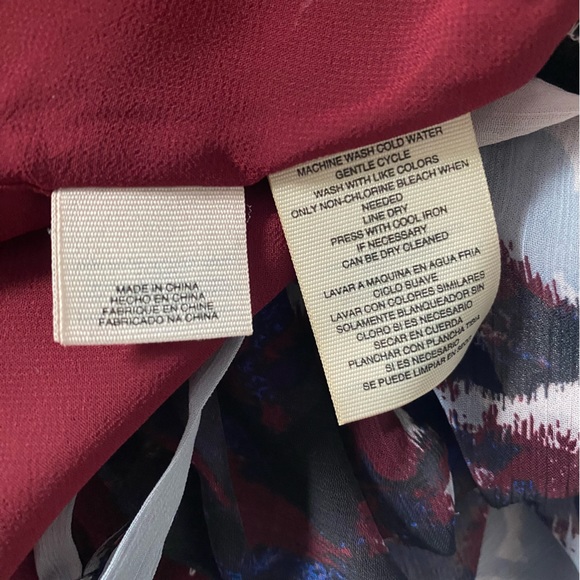 MADE IN CHINA
HECHO EN CHINA
FABRIQUE EN CHINE
FABRICADO NA CHINA
MACHINE WASH COLD WATER
GENTLE CYCLE
WASH WITH LIKE COLORS
ONLY NON-CHLORINE BLEACH WHEN
NEEDED
LINE DRY
PRESS WITH COOL IRON
IF NECESSARY
CAN BE DRY CLEANED
LAVAR A MAQUINA EN AGUA FRIA
CICLO SUAVE
LAVAR CON COLORES SIMILARES
SOLAMENTE BLANQUEADOR SIN
CLORO SI ES NECESARIO
SECAR EN CUERDA
PLANCHAR CON PLANCHA TIBIA
SI ES NECESARIO
SE PUEDE LIMPIAR EN